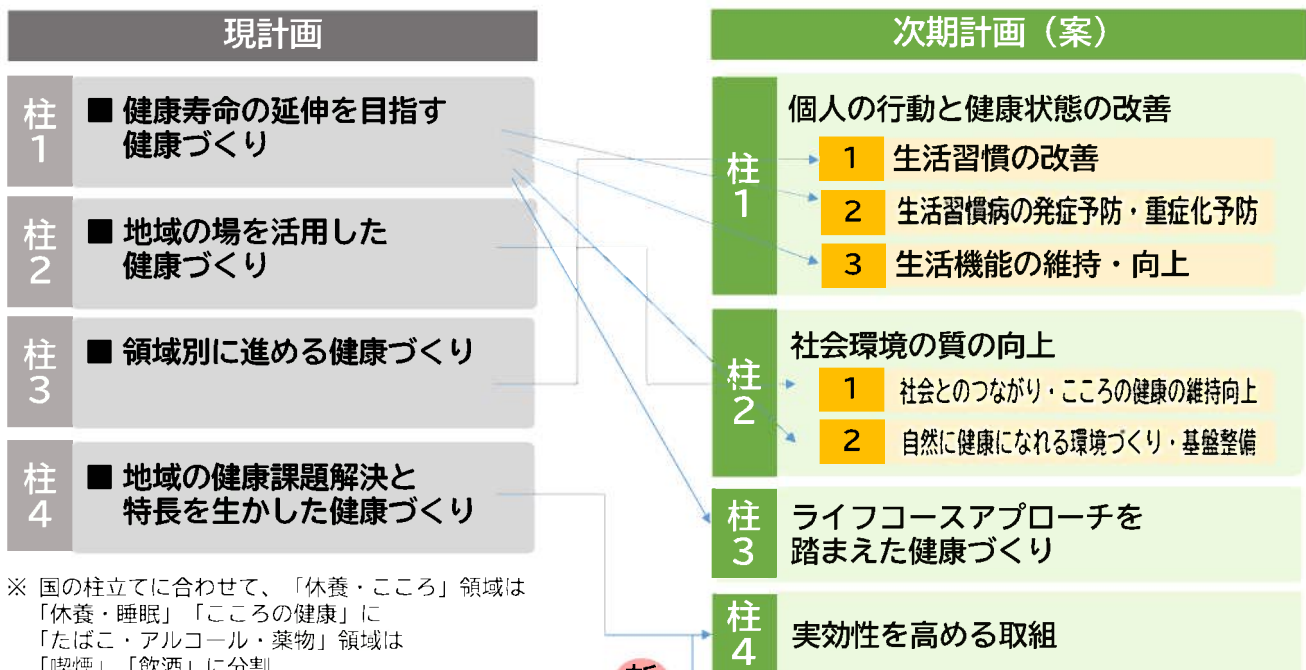 現計画
柱1
■ 健康寿命の延伸を目指す
健康づくり
柱2
■ 地域の場を活用した
健康づくり
柱3
■ 領域別に進める健康づくり
柱4
■ 地域の健康課題解決と
特長を生かした健康づくり
※ 国の柱立てに合わせて、「休養・こころ」領域は
「休養・睡眠」「こころの健康」に
「たばこ・アルコール・薬物」領域は
「喫煙」「飲酒」に分割
次期計画（案）
柱1
個人の行動と健康状態の改善
1 生活習慣の改善
2 生活習慣病の発症予防・重症化予防
3 生活機能の維持・向上
柱2
社会環境の質の向上
1 社会とのつながり・こころの健康の維持向上
2 自然に健康になれる環境づくり・基盤整備
柱3
ライフコースアプローチを
踏まえた健康づくり
柱4
実効性を高める取組